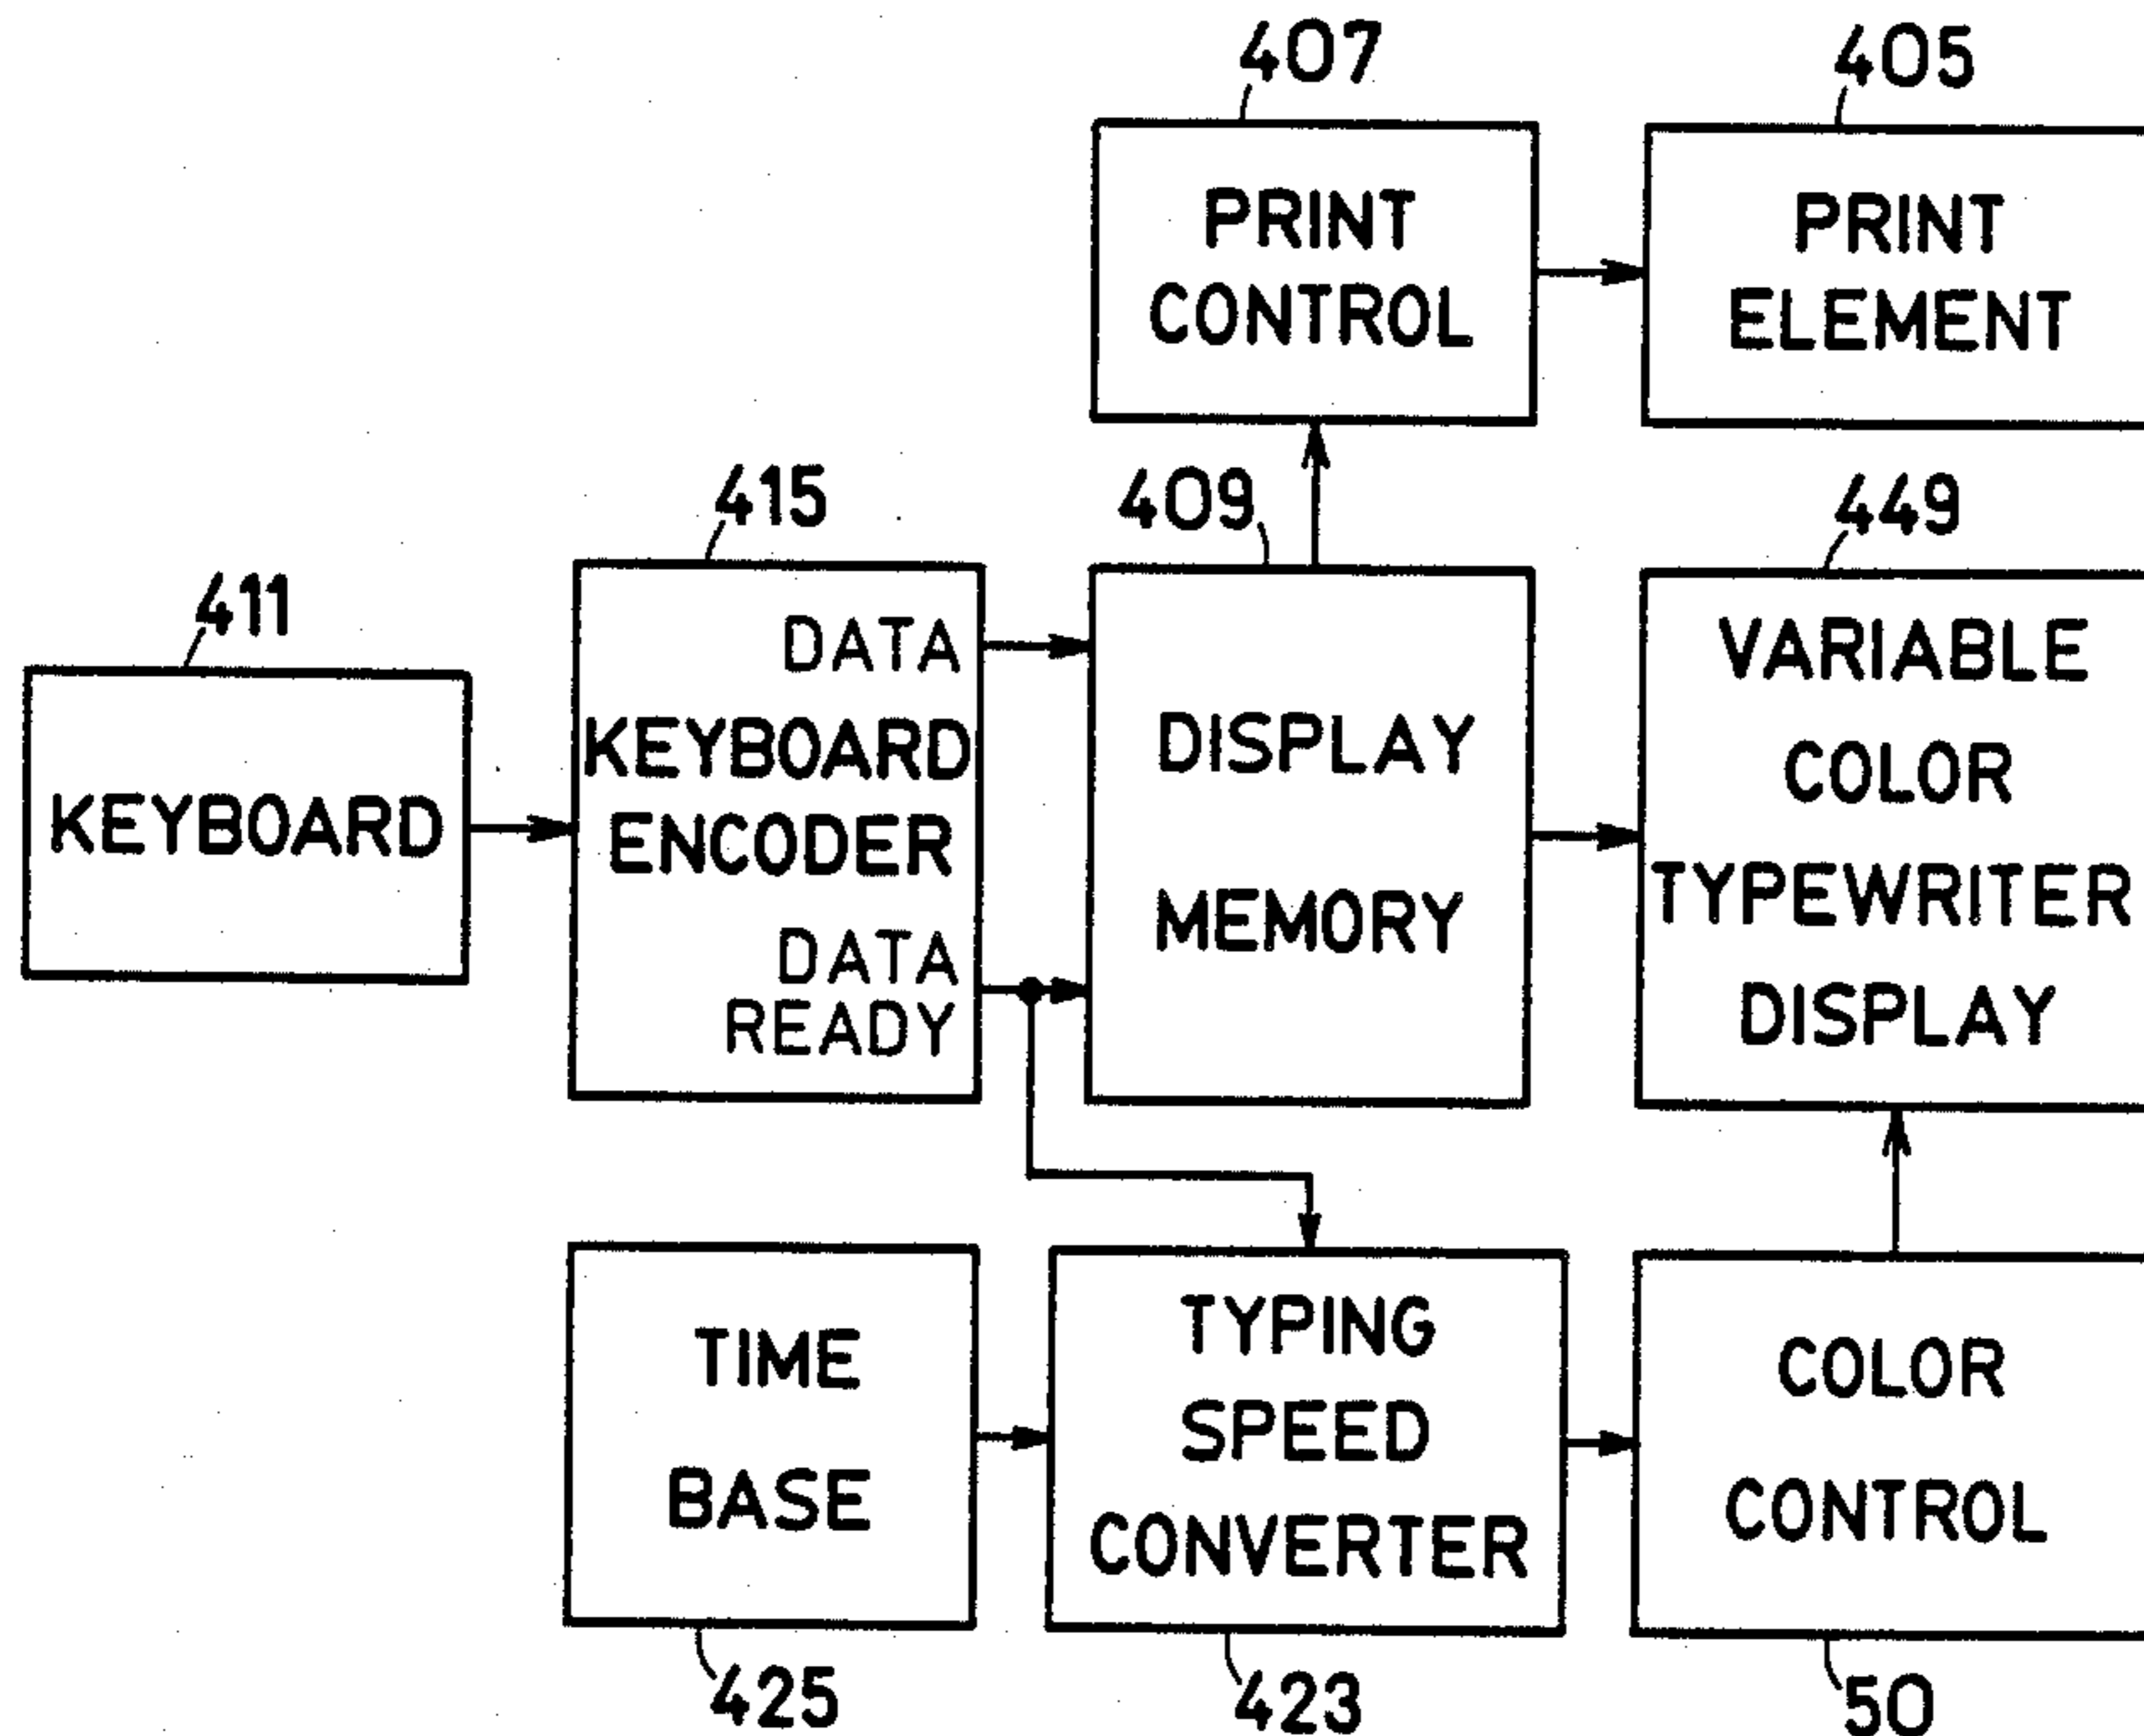 407
405
PRINT
CONTROL
PRINT
ELEMENT
415
409
449
411
KEYBOARD
DATA
KEYBOARD
ENCODER
DATA
READY
DISPLAY
MEMORY
VARIABLE
COLOR
TYPEWRITER
DISPLAY
TIME
BASE
TYPING
SPEED
CONVERTER
COLOR
CONTROL
425
423
50